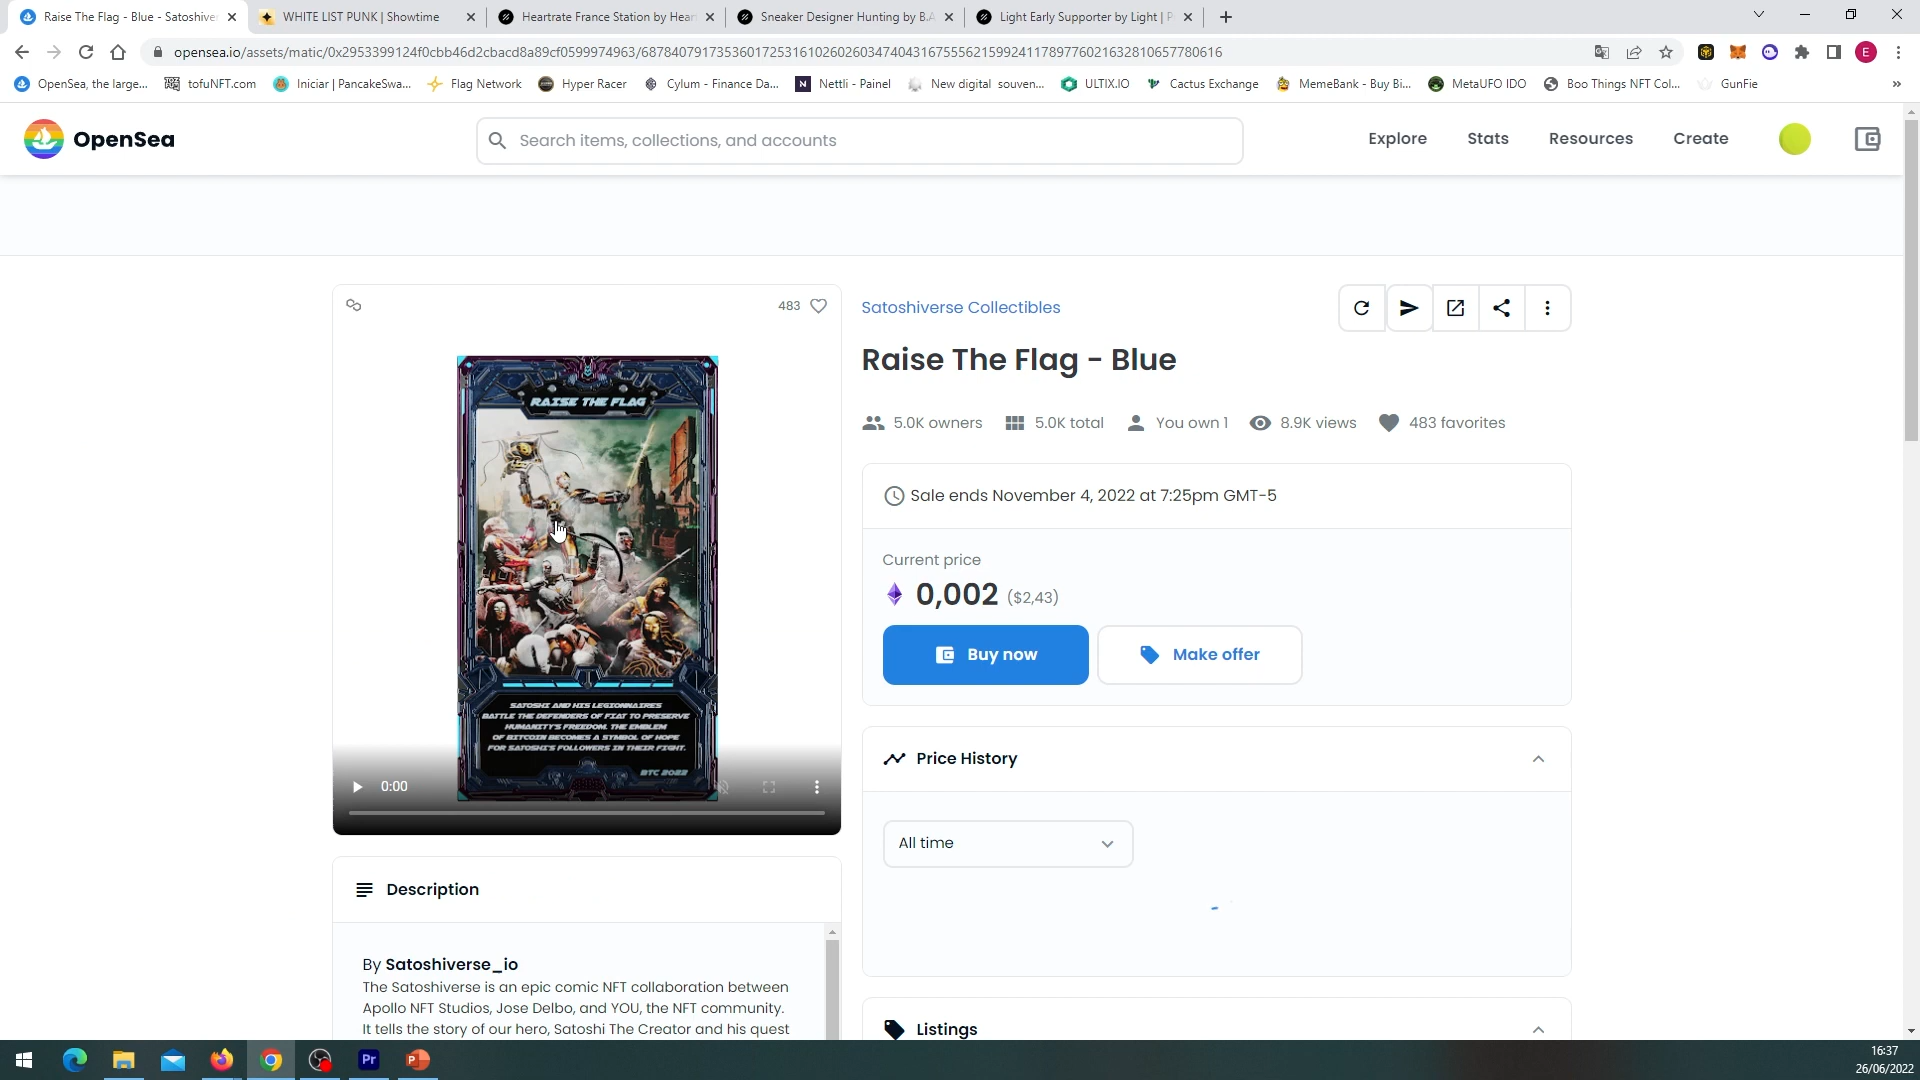 Raise The Flag - Blue - Satoshiver
WHITE LIST PUNK | Showtime
Heartrate France Station by Hear
Sneaker Designer Hunting by B.A
Light Early Supporter by Light | P
opensea.io/assets/matic/0x2953399124f0cbb46d2cbacd8a89cf0599974963/68784079173536017253161026026034740431675556215992411789776021632810657780616
E
OpenSea, the large...
tofuNFT.com
Iniciar | PancakeSwa...
Flag Network
Hyper Racer
Cylum - Finance Da...
Nettli - Painel
New digital souven...
ULTIX.IO
Cactus Exchange
MemeBank - Buy Bi...
MetaUFO IDO
Boo Things NFT Col...
GunFie
»
OpenSea
Search items, collections, and accounts
Explore
Stats
Resources
Create
483
Satoshiverse Collectibles
Raise The Flag - Blue
5.0K owners
5.0K total
You own 1
8.9K views
483 favorites
RAISE THE FLAG
SATOSHI AND HIS LEGIONNAIRES
BATTLE THE DEFENDERS OF FIAT TO PRESERVE
HUMANITY'S FREEDOM. THE EMBLEM
OF BITCOIN BECOMES A SYMBOL OF HOPE
FOR SATOSHI'S FOLLOWERS IN THEIR FIGHT.
BTC 2022
0:00
Sale ends November 4, 2022 at 7:25pm GMT-5
Current price
0,002 ($2,43)
Buy now
Make offer
Price History
All time
Description
By Satoshiverse_io
The Satoshiverse is an epic comic NFT collaboration between
Apollo NFT Studios, Jose Delbo, and YOU, the NFT community.
It tells the story of our hero, Satoshi The Creator and his quest
Listings
Pr
P
16:37
26/06/2022